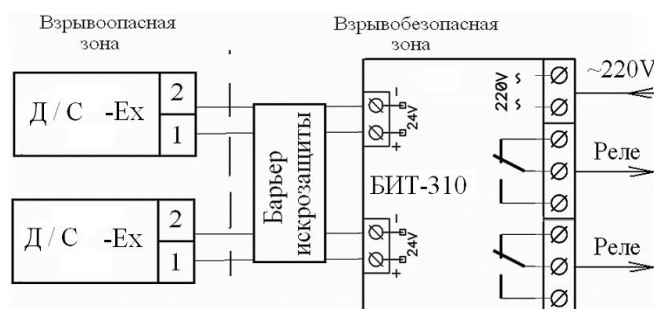 Взрывоопасная
зона
Взрывобезопасная
зона
Д / С -Ex
2
1
Д / С -Ex
2
1
Барьер
искрозащиты
-
24V
+
-
24V
+
БИТ-310
220V
~220V
Реле
Реле